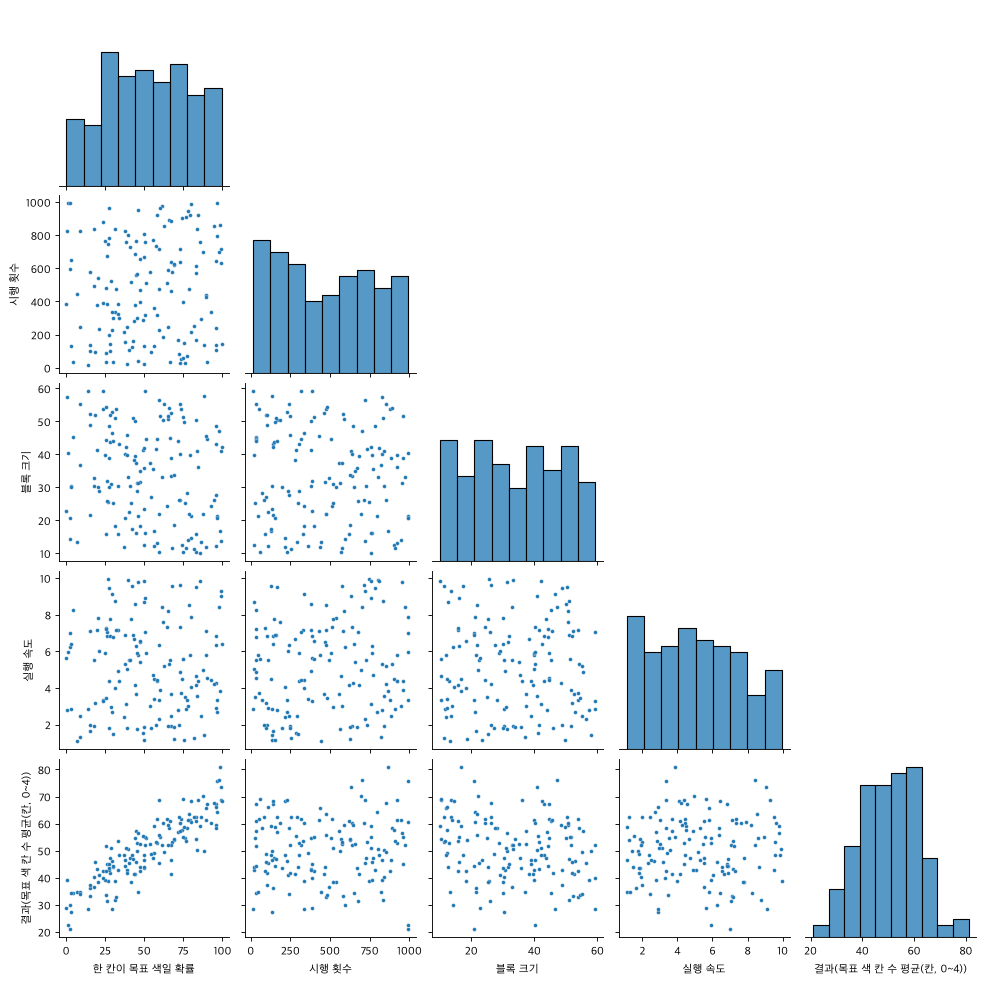 시행 횟수
1000
800
600
400
200
0
블록 크기
60
50
40
30
20
10
실행 속도
10
8
6
4
2
결과(목표 색 칸 수 평균(칸, 0~4))
80
70
60
50
40
30
20
0 25 50 75 100
0 250 500 750 1000
20 40 60
2 4 6 8 10
20 40 60 80
한 칸이 목표 색일 확률
시행 횟수
블록 크기
실행 속도
결과(목표 색 칸 수 평균(칸, 0~4))